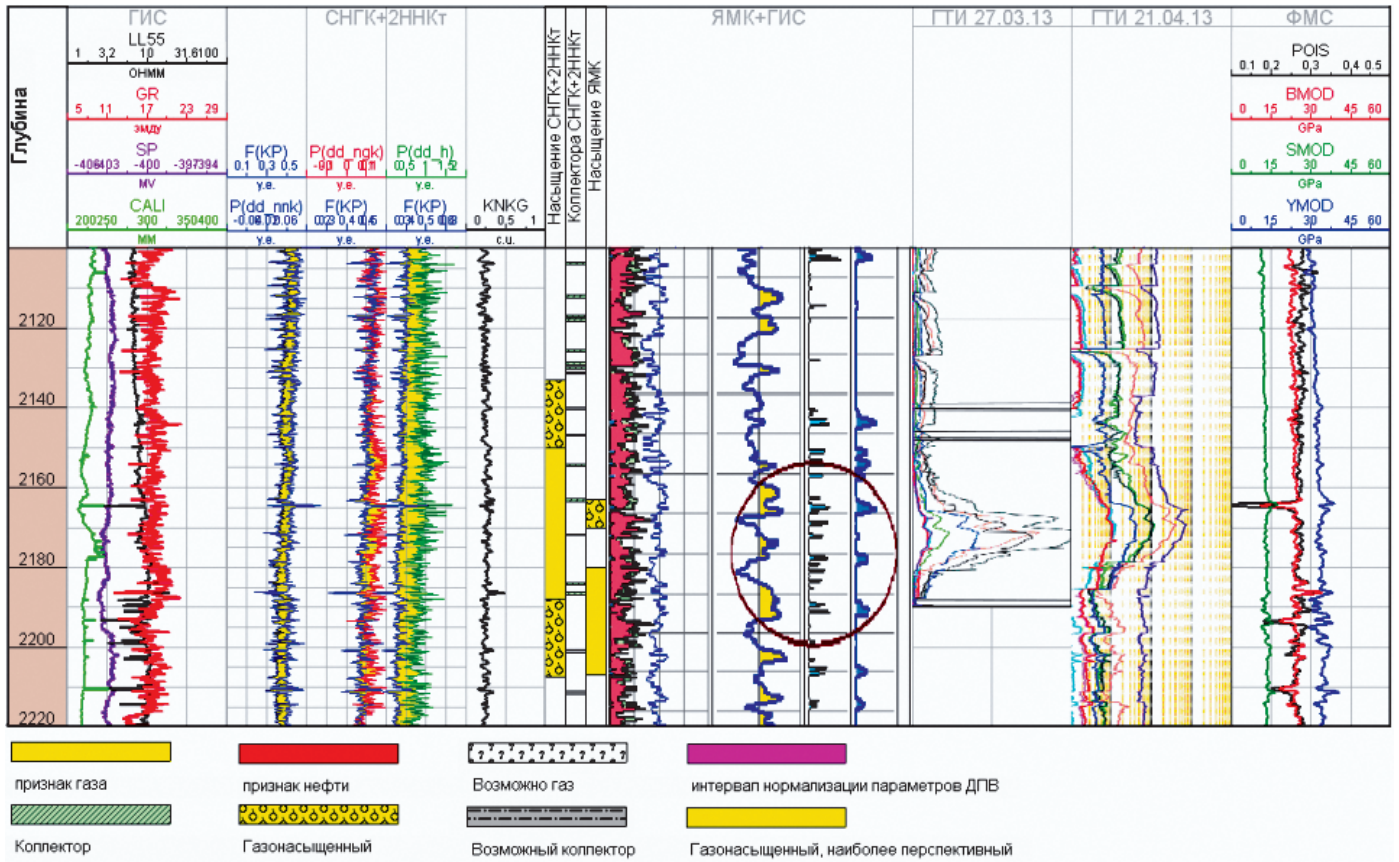 ГИС СНГК+2ННКт ЯМК+ГИС ГТИ 27.03.13 ГТИ 21.04.13 ФМС
Глубина
LL55
1 3,2 10 31.6100
ОНММ
GR
5 11 17 23 29
эмду
SP
-406403 -400 -397394
MV
CALI
200250 300 350400
ММ
F(KP)
0.1 0,3 0.5
у.е.
P(dd_nnk)
у.е.
P(dd_ngk)
у.е.
F(KP)
у.е.
P(dd_h)
у.е.
F(KP)
у.е.
KNKG
0 0,5 1
с.u.
Насыщение СНГК+2ННКт
Коллектора СНГК+2ННКт
Насыщение ЯМК
POIS
0.1 0,2 0,3 0,4 0.5
BMOD
0 15 30 45 60
GPa
SMOD
0 15 30 45 60
GPa
YMOD
0 15 30 45 60
GPa
2120
2140
2160
2180
2200
2220
признак газа
признак нефти
Возможно газ
интервал нормализации параметров ДПВ
Коллектор
Газонасыщенный
Возможный коллектор
Газонасыщенный, наиболее перспективный